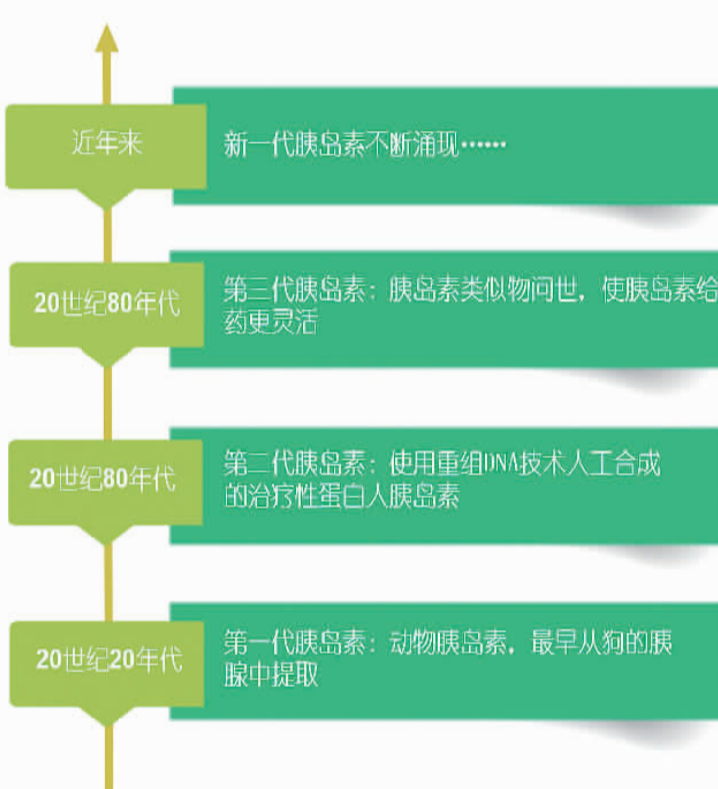 近年来
新一代胰岛素不断涌现……
20世纪80年代
第三代胰岛素：胰岛素类似物问世，使胰岛素给
药更灵活
20世纪80年代
第二代胰岛素：使用重组DNA技术人工合成
的治疗性蛋白人胰岛素
20世纪20年代
第一代胰岛素：动物胰岛素，最早从狗的胰
腺中提取